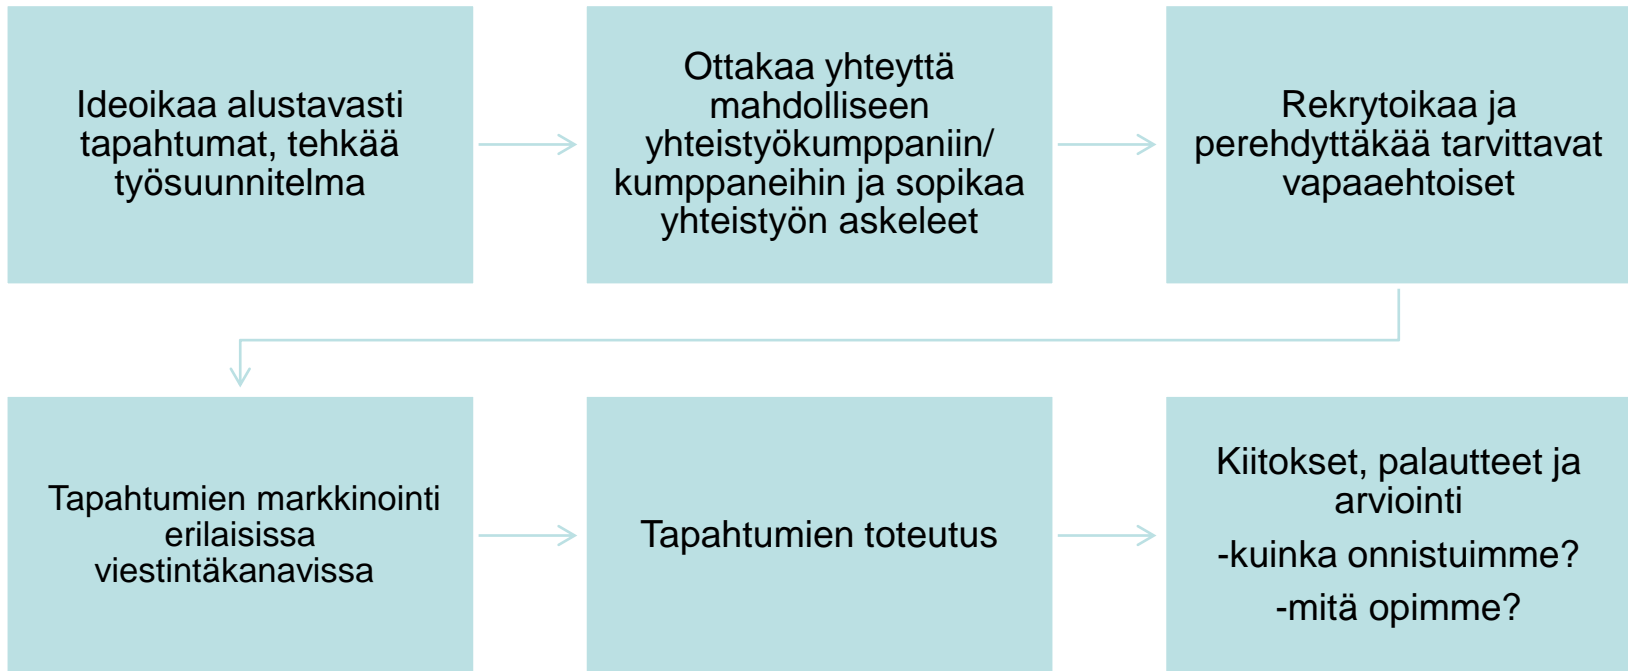 Ideoikaa alustavasti
tapahtumat, tehkää
työsuunnitelma
Ottakaa yhteyttä
mahdolliseen
yhteistyökumppaniin/
kumppaneihin ja sopikaa
yhteistyön askeleet
Rekrytoikaa ja
perehdyttäkää tarvittavat
vapaaehtoiset
Tapahtumien markkinointi
erilaisissa
viestintäkanavissa
Tapahtumien toteutus
Kiitokset, palautteet ja
arviointi
-kuinka onnistuimme?
-mitä opimme?